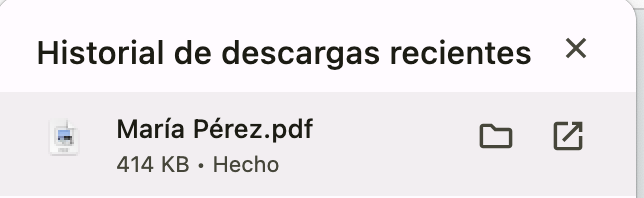 Historial de descargas recientes
María Pérez.pdf
414 KB • Hecho